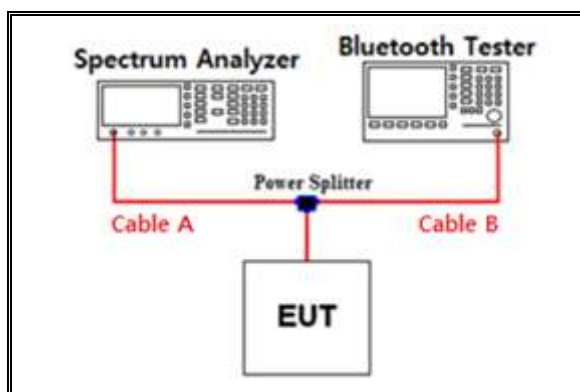 Spectrum Analyzer
Bluetooth Tester
Power Splitter
Cable A
Cable B
EUT